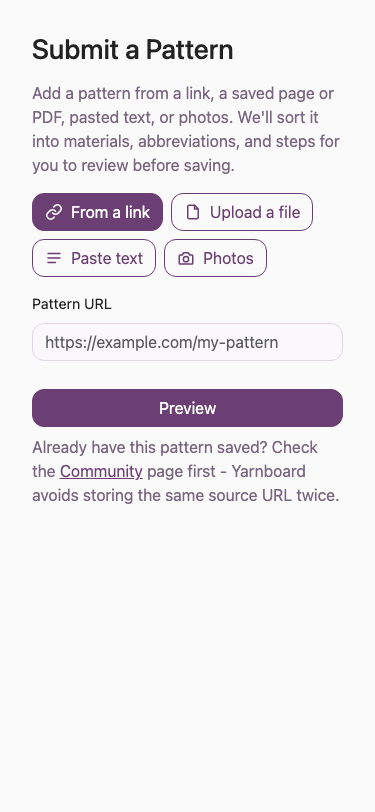 Submit a Pattern
Add a pattern from a link, a saved page or
PDF, pasted text, or photos. We'll sort it
into materials, abbreviations, and steps for
you to review before saving.
From a link
Upload a file
Paste text
Photos
Pattern URL
https://example.com/my-pattern
Preview
Already have this pattern saved? Check
the Community page first - Yarnboard
avoids storing the same source URL twice.